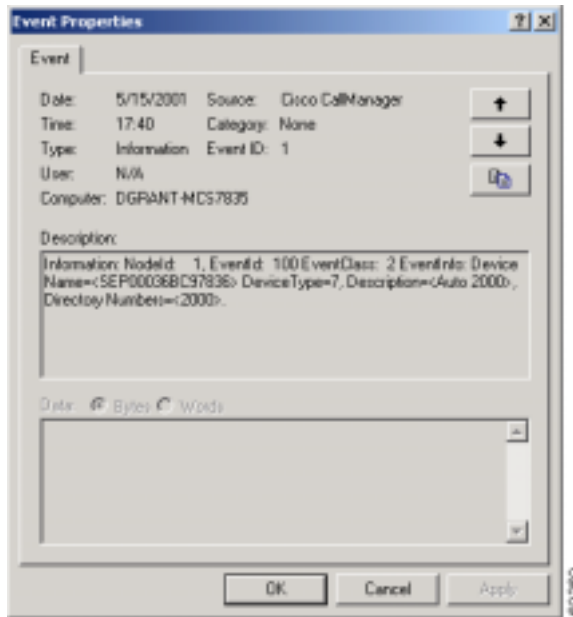 Event Properties
Event
Date: 5/15/2001 Source: Cisco CallManager
Time: 17:40 Category: None
Type: Information Event ID: 1
User: N/A
Computer: DGRANT-MCS7835
Description:
Information: NodeId: 1, EventId: 100 EventClass: 2 EventInfo: Device
Name=<SEP00036BC97836> DeviceType=7, Description=<Auto 2000>,
Directory Numbers=<2000>.
Data: Bytes Words
OK Cancel Apply